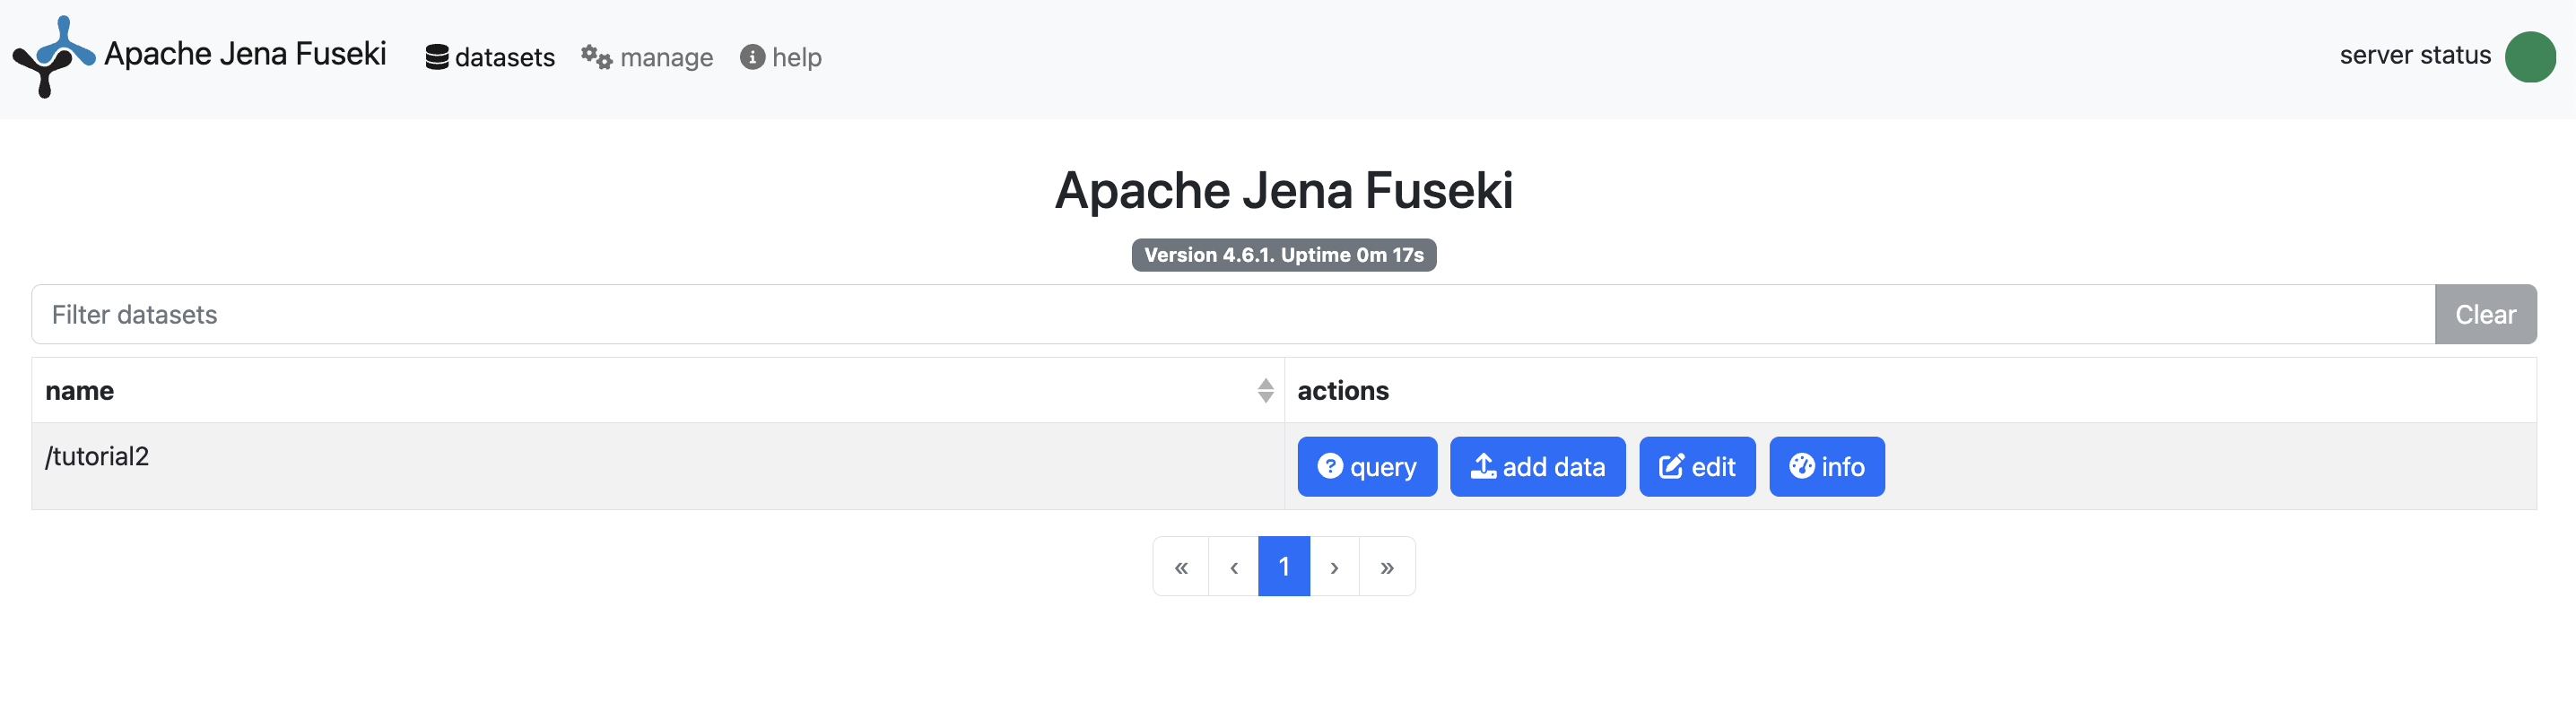 Apache Jena Fuseki datasets manage help server status
Apache Jena Fuseki
Version 4.6.1. Uptime 0m 17s
Filter datasets Clear
name actions
/tutorial2 query add data edit info
« ‹ 1 › »